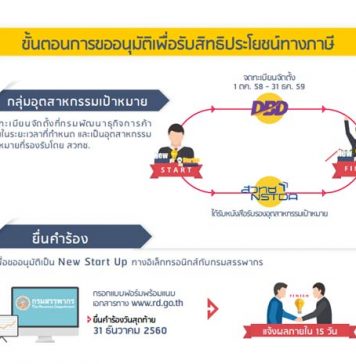 ขั้นตอนการขออนุมัติเพื่อรับสิทธิประโยชน์ทางภาษี
กลุ่มอุตสาหกรรมเป้าหมาย
ทะเบียนจัดตั้งที่กรมพัฒนาธุรกิจการค้า
ในระยะเวลาที่กำหนด และเป็นอุตสาหกรรม
หมายที่รองรับโดย สวทช.
จดทะเบียนจัดตั้ง
1 ตค. 58 - 31 ธค. 59
DBD
START
FI
สวทช
NSTDA
ได้รับหนังสือรับรองอุตสาหกรรมเป้าหมาย
ยื่นคำร้อง
เพื่อขออนุมัติเป็น New Start Up ทางอิเล็กทรอนิกส์กับกรมสรรพากร
กรมสรรพากร
The Revenue Department
กรอกแบบฟอร์มพร้อมแนบ
เอกสารทาง www.rd.go.th
ยื่นคำร้องวันสุดท้าย
31 ธันวาคม 2560
FINISH
แจ้งผลภายใน 15 วัน